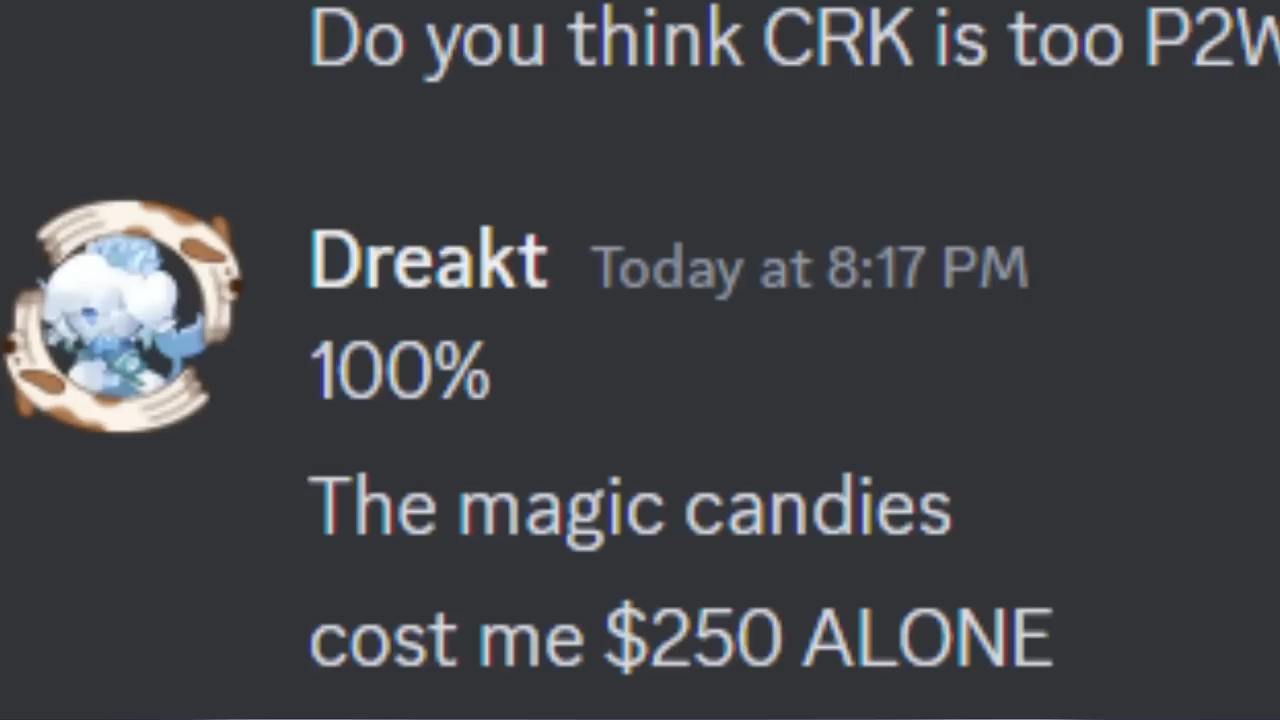 Do you think CRK is too P2W
Dreakt Today at 8:17 PM
100%
The magic candies
cost me $250 ALONE